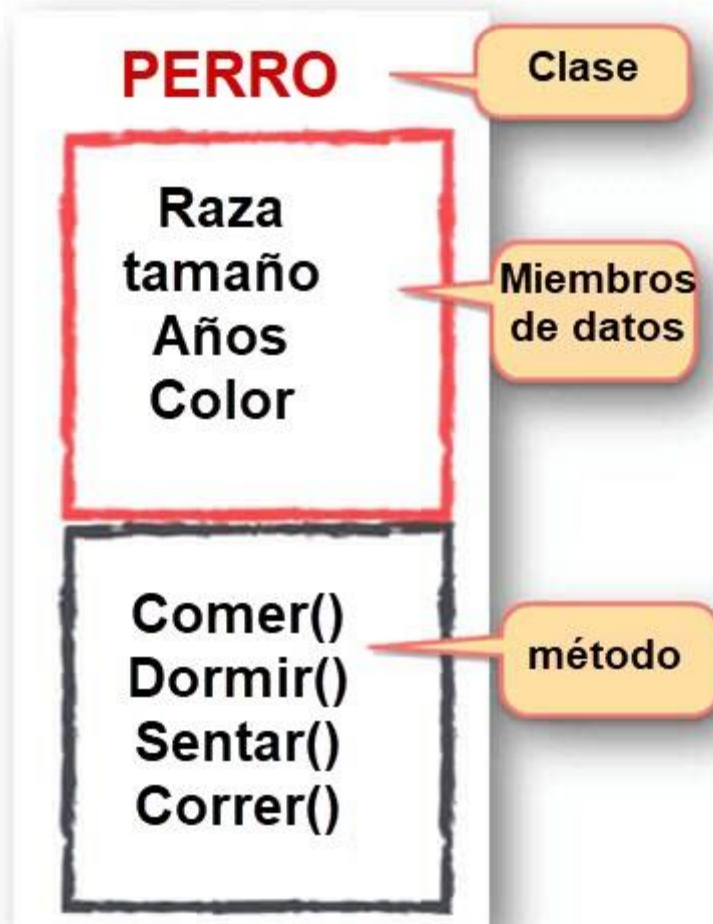 PERRO
Clase
Raza
tamaño
Años
Color
Miembros
de datos
Comer()
Dormir()
Sentar()
Correr()
método